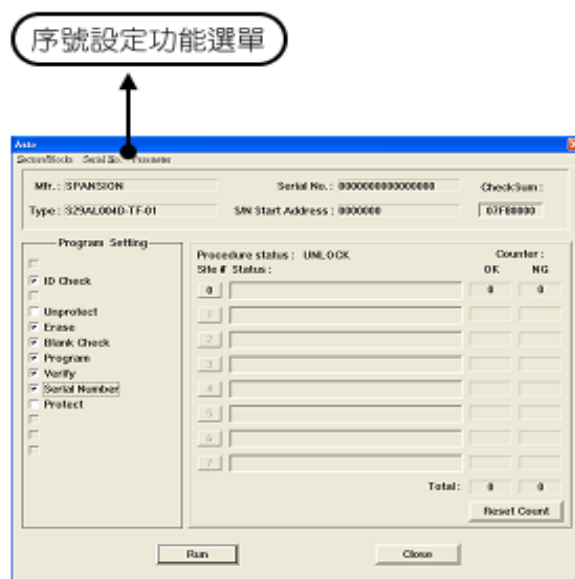 序號設定功能選單
Auto
Sectors/Blocks Serial No. Parameter
Mfr.: SPANSION Serial No.: 0000000000000000 CheckSum:
Type: S29AL004D-TF-01 S/N Start Address: 0000000 07F80000
Program Setting
ID Check
Unprotect
Erase
Blank Check
Program
Verify
Serial Number
Protect
Procedure status: UNLOCK Counter:
Site # Status: OK NG
0 0 0
1
2
3
4
5
6
7
Total: 0 0
Reset Count
Run Close